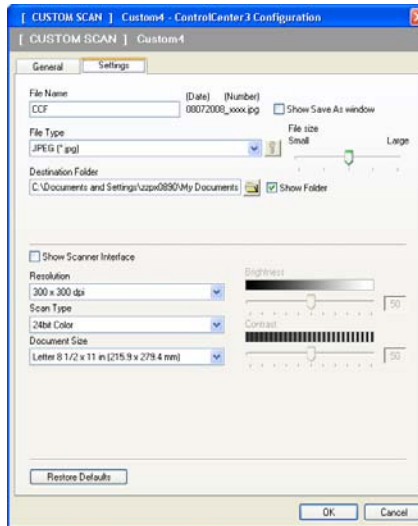 [ CUSTOM SCAN ] Custom4 - ControlCenter3 Configuration
[ CUSTOM SCAN ] Custom4
General Settings
File Name (Date) (Number)
CCF 08072008_xxxx.jpg Show Save As window
File Type File size
Small Large
JPEG (*.jpg)
Destination Folder
C:\Documents and Settings\zzpx0890\My Documents Show Folder
Show Scanner Interface
Resolution Brightness
300 x 300 dpi 50
Scan Type
24bit Color Contrast
Document Size
Letter 8 1/2 x 11 in (215.9 x 279.4 mm) 50
Restore Defaults
OK Cancel